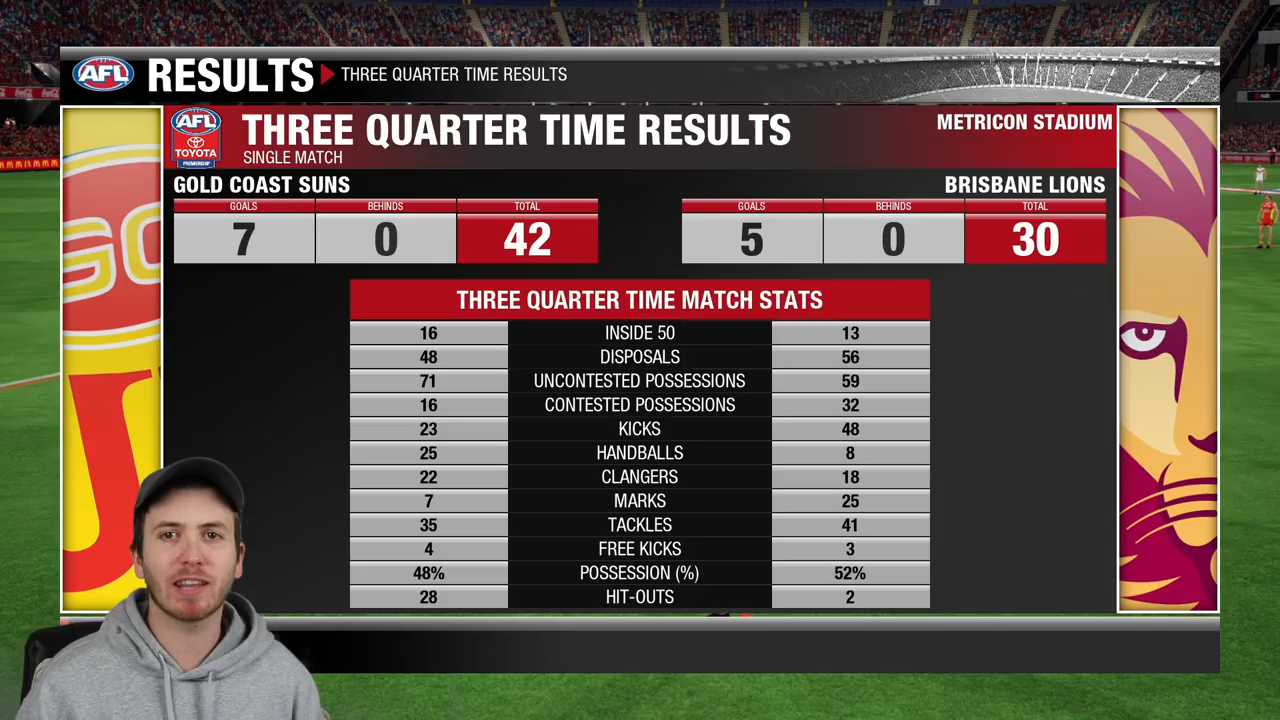 AFL RESULTS THREE QUARTER TIME RESULTS
AFL TOYOTA PREMIERSHIP
THREE QUARTER TIME RESULTS
METRICON STADIUM
SINGLE MATCH
GOLD COAST SUNS
BRISBANE LIONS
GOALS BEHINDS TOTAL GOALS BEHINDS TOTAL
7 0 42 5 0 30
THREE QUARTER TIME MATCH STATS
16 INSIDE 50 13
48 DISPOSALS 56
71 UNCONTESTED POSSESSIONS 59
16 CONTESTED POSSESSIONS 32
23 KICKS 48
25 HANDBALLS 8
22 CLANGERS 18
7 MARKS 25
35 TACKLES 41
4 FREE KICKS 3
48% POSSESSION (%) 52%
28 HIT-OUTS 2